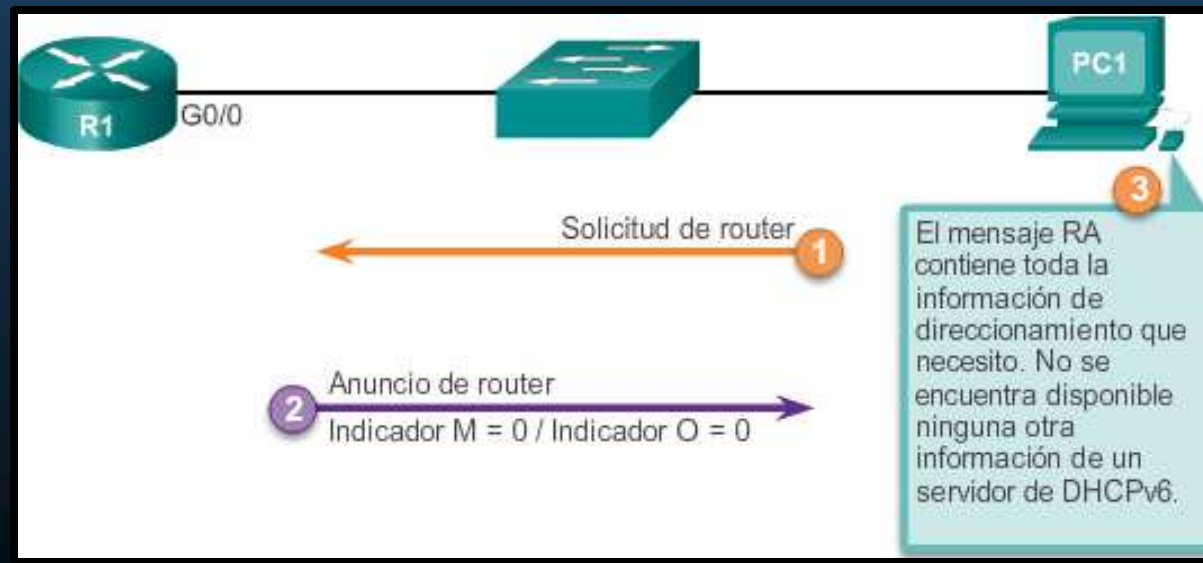 R1
G0/0
PC1
Solicitud de router
1
2
Anuncio de router
Indicador M = 0 / Indicador O = 0
3
El mensaje RA
contiene toda la
información de
direccionamiento que
necesito. No se
encuentra disponible
ninguna otra
información de un
servidor de DHCPv6.